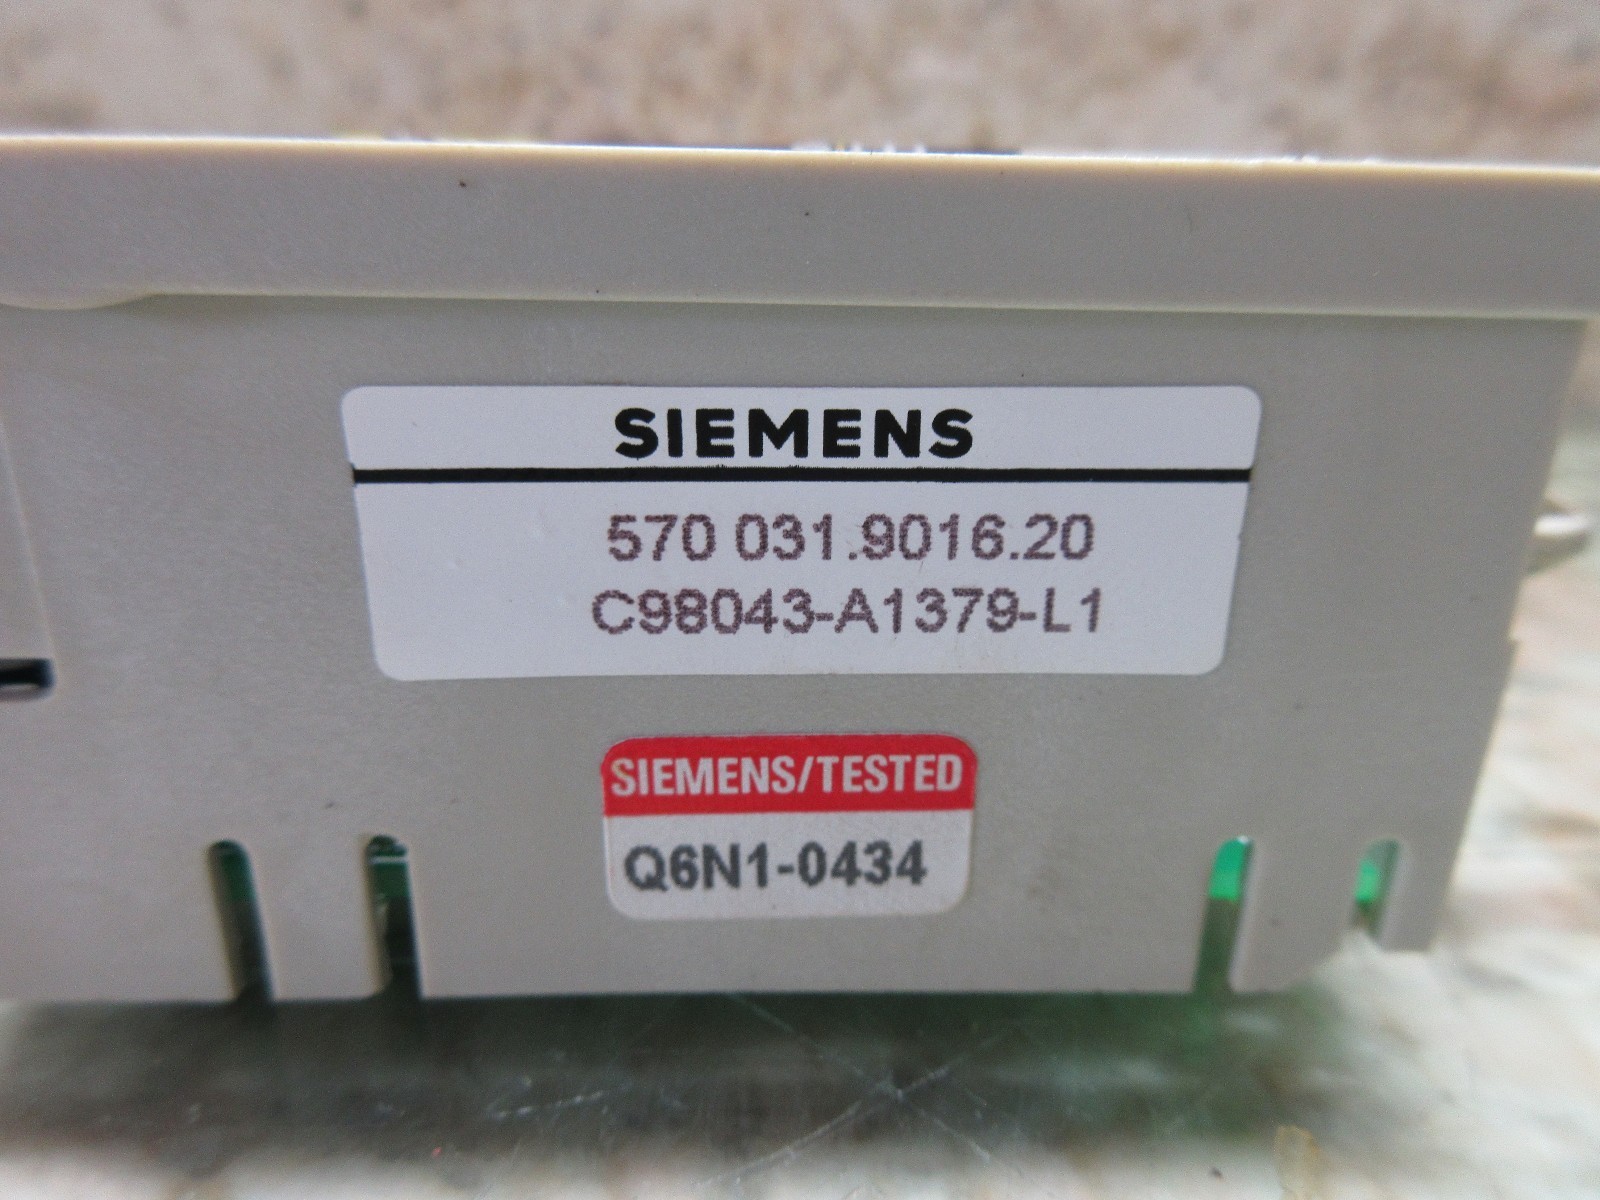 SIEMENS
570 031.9016.20
C98043-A1379-L1
SIEMENS/TESTED
Q6N1-0434